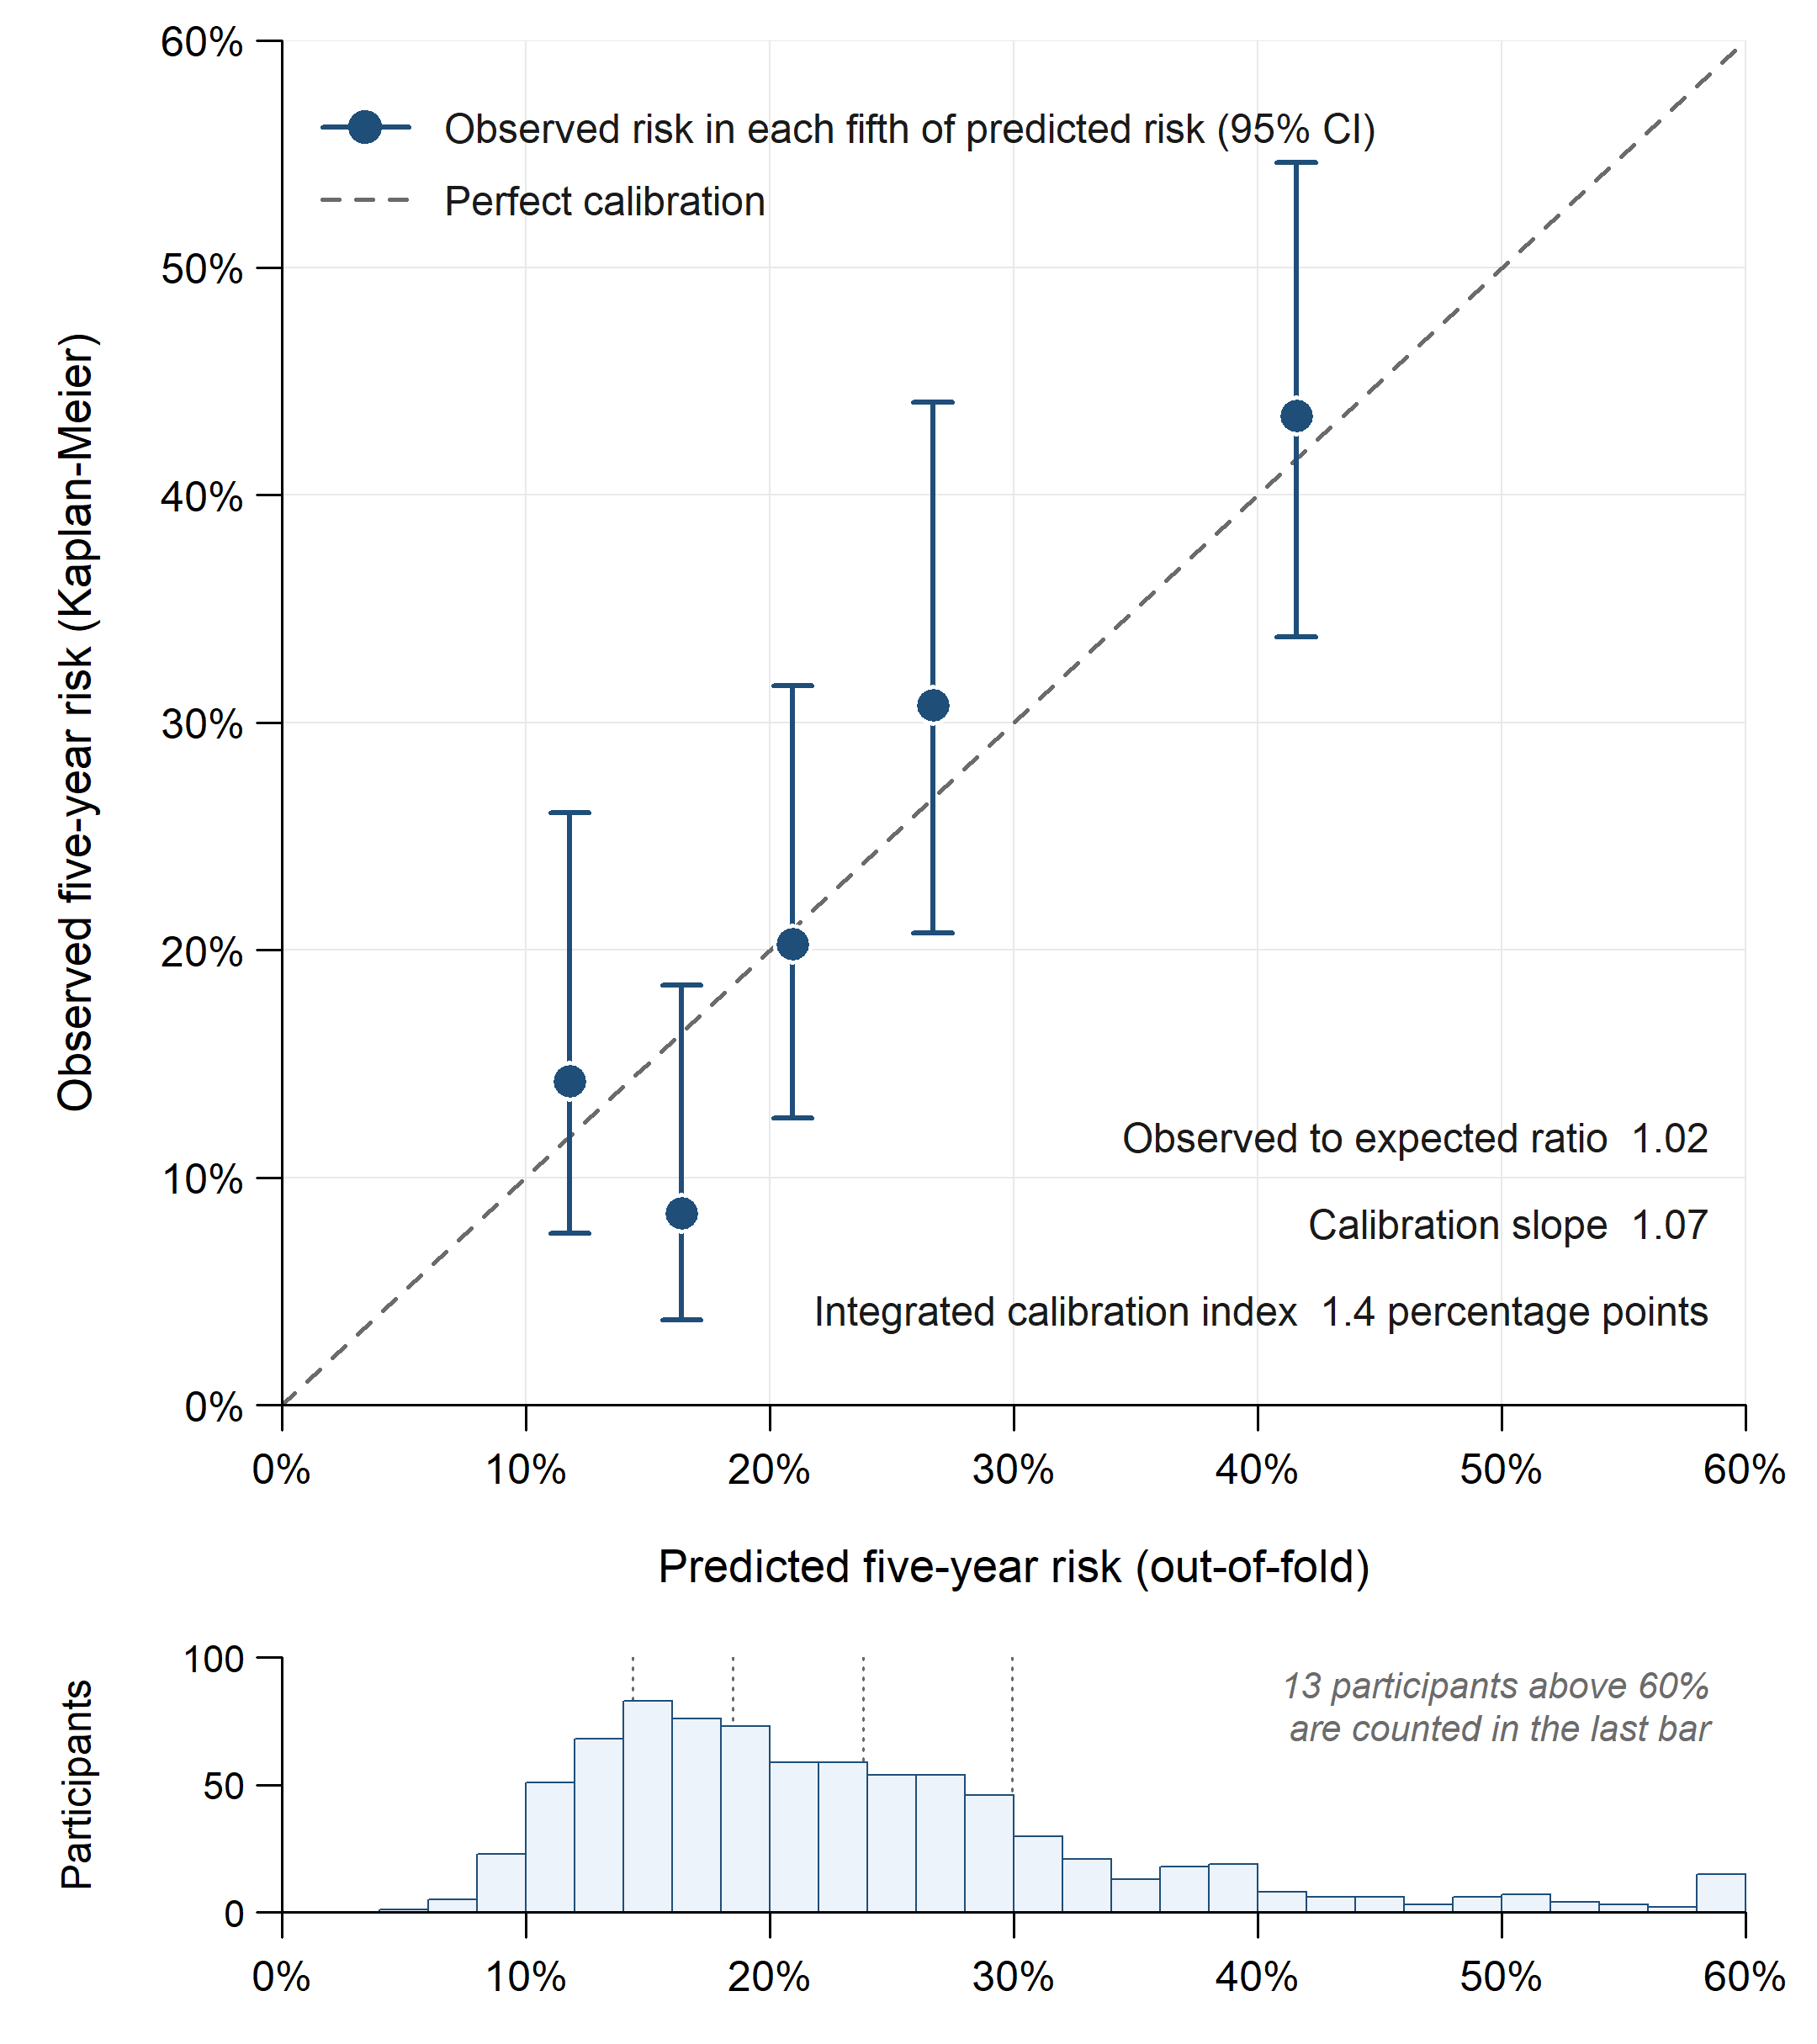 60%
50%
40%
30%
20%
10%
0%
Observed five-year risk (Kaplan-Meier)
Observed risk in each fifth of predicted risk (95% CI)
Perfect calibration
Observed to expected ratio 1.02
Calibration slope 1.07
Integrated calibration index 1.4 percentage points
0% 10% 20% 30% 40% 50% 60%
Predicted five-year risk (out-of-fold)
100
50
0
Participants
13 participants above 60%
are counted in the last bar
0% 10% 20% 30% 40% 50% 60%